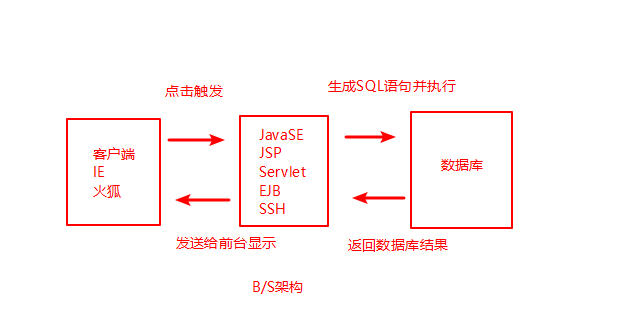 点击触发
生成SQL语句并执行
客户端
IE
火狐
JavaSE
JSP
Servlet
EJB
SSH
数据库
发送给前台显示
返回数据库结果
B/S架构